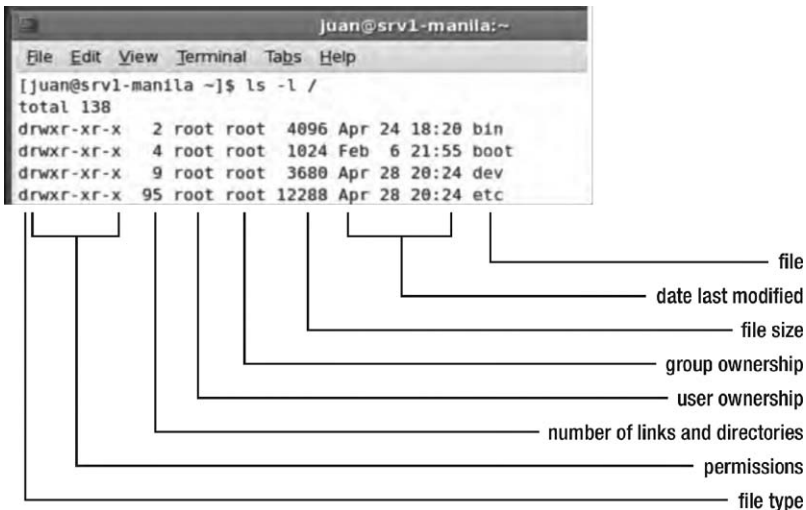 juan@srv1-manila:~
File Edit View Terminal Tabs Help
[juan@srv1-manila ~]$ ls -l /
total 138
drwxr-xr-x 2 root root 4096 Apr 24 18:20 bin
drwxr-xr-x 4 root root 1024 Feb 6 21:55 boot
drwxr-xr-x 9 root root 3680 Apr 28 20:24 dev
drwxr-xr-x 95 root root 12288 Apr 28 20:24 etc
file
date last modified
file size
group ownership
user ownership
number of links and directories
permissions
file type